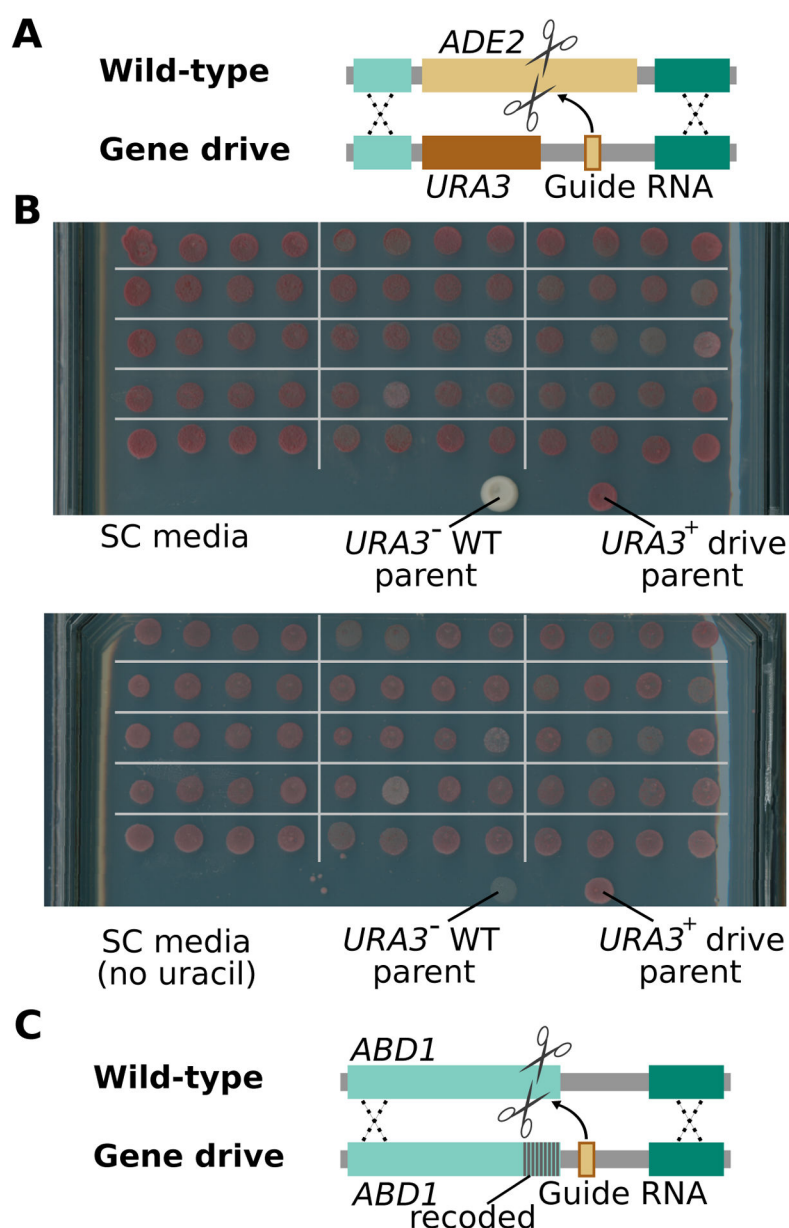 A
ADE2
Wild-type
Gene drive
URA3 Guide RNA
B
SC media
URA3⁻ WT
parent
URA3⁺ drive
parent
SC media
(no uracil)
URA3⁻ WT
parent
URA3⁺ drive
parent
C
ABD1
Wild-type
Gene drive
ABD1
Guide RNA
recoded